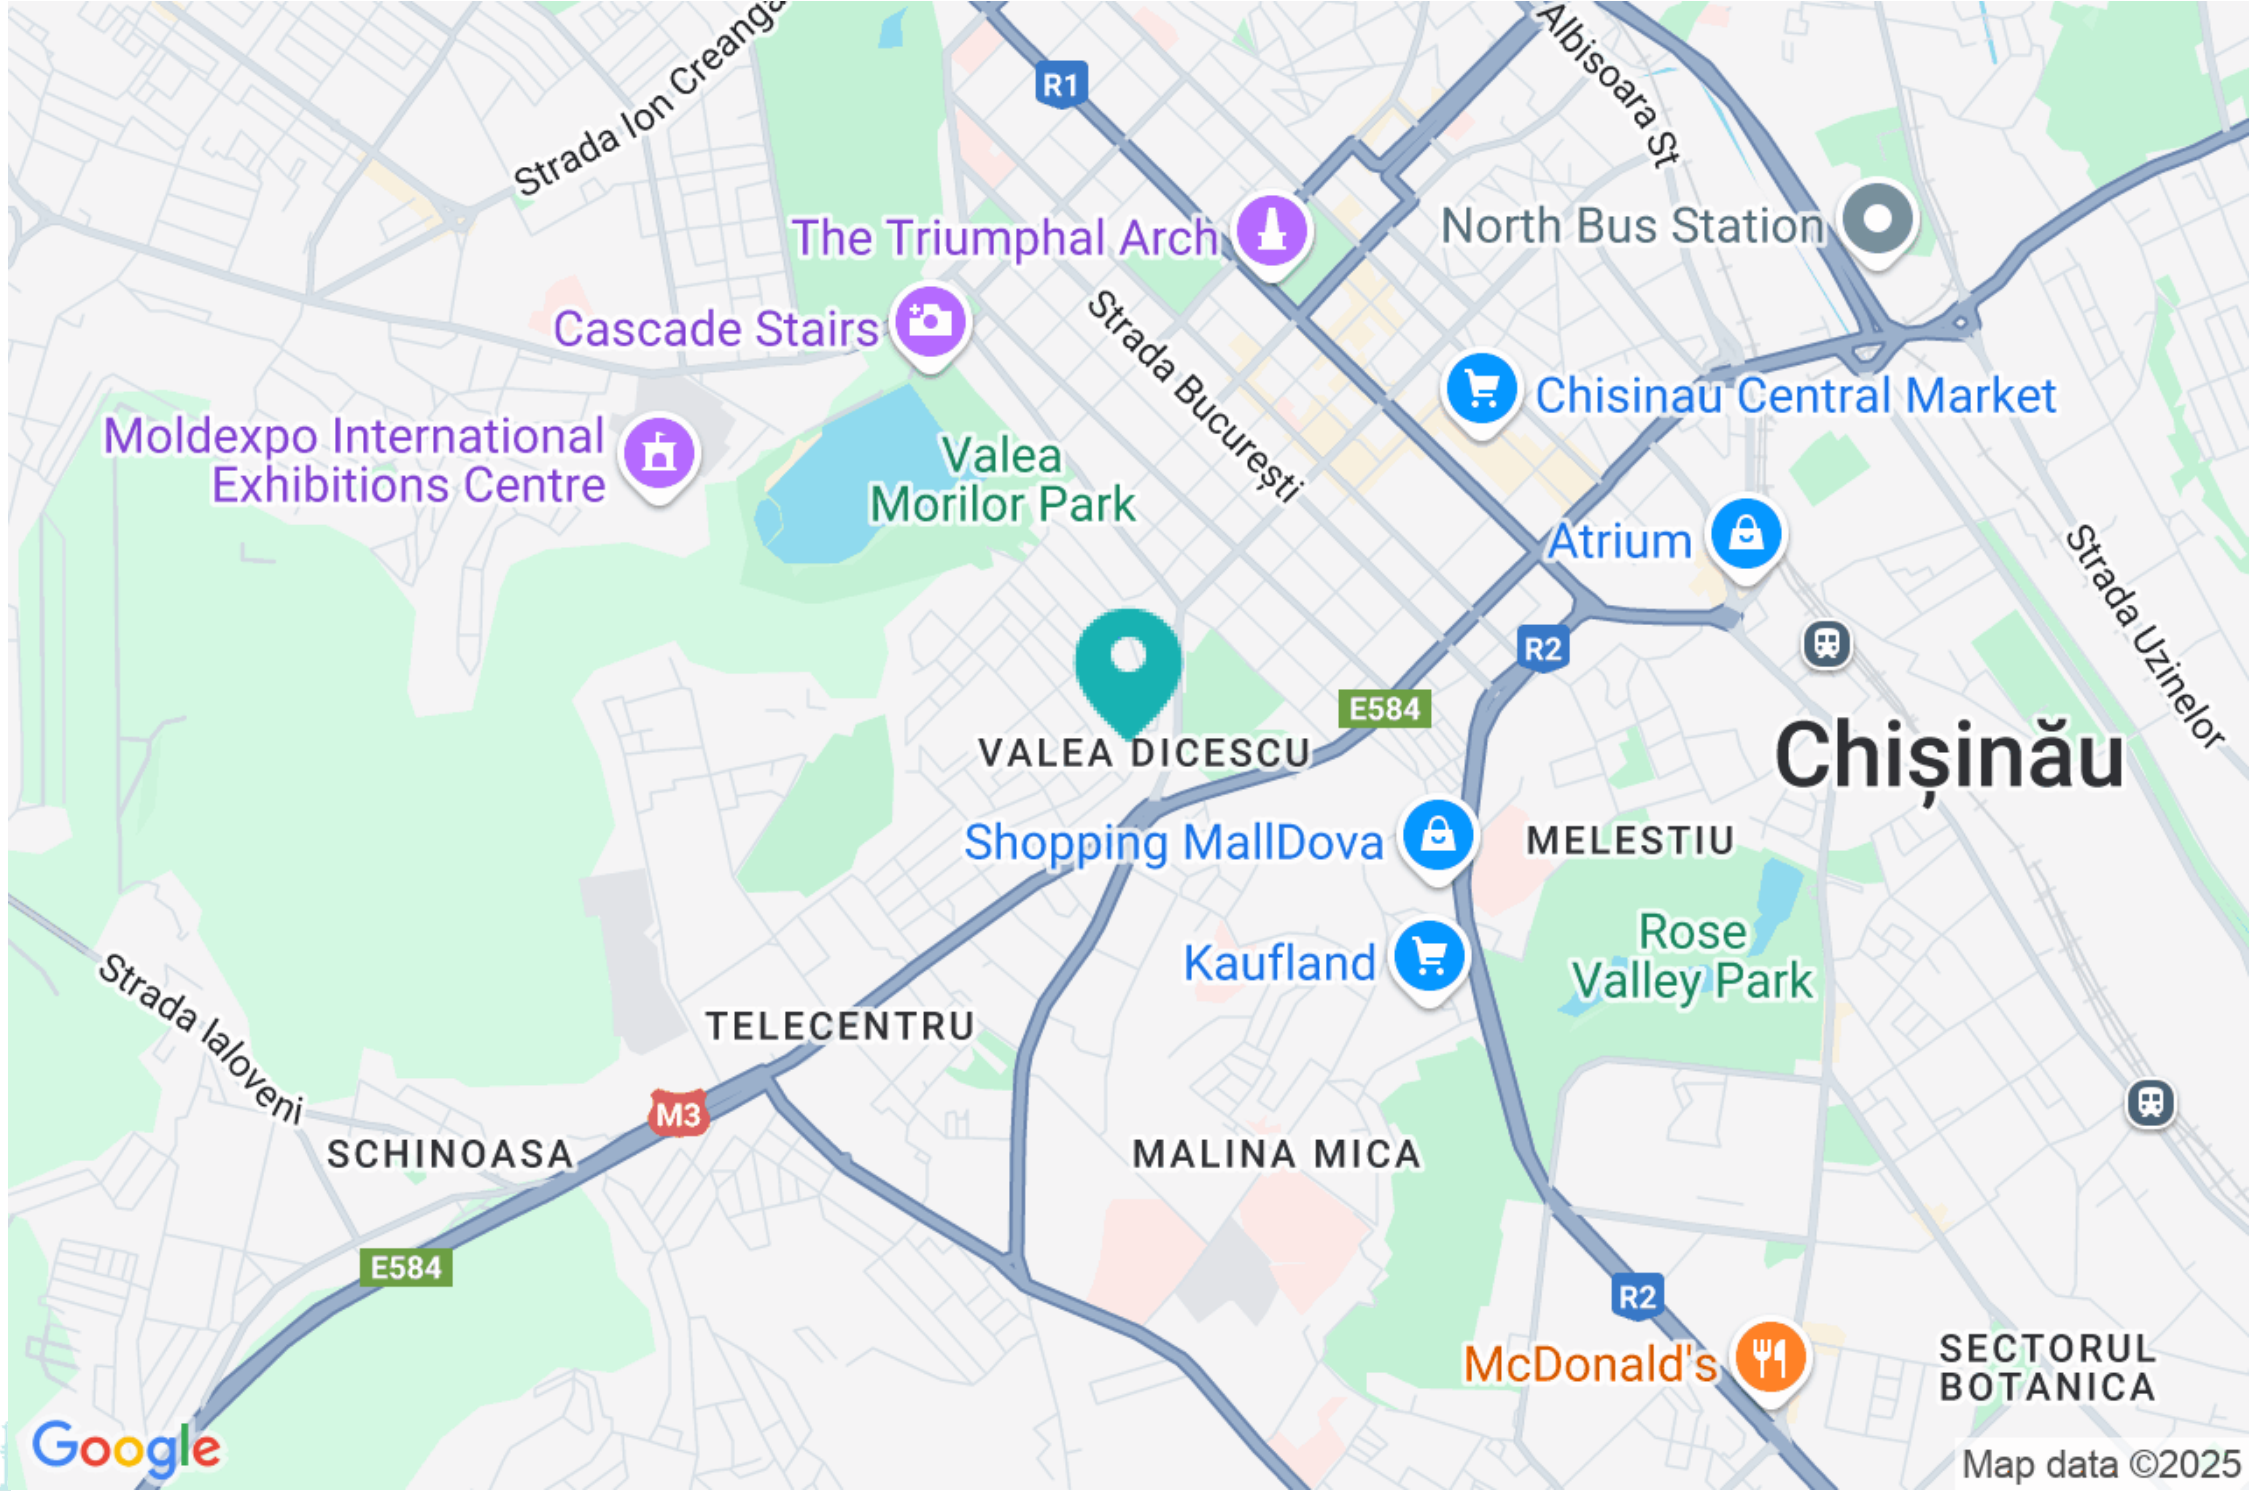 Strada Ion Creangă
R1
Albisoara St
The Triumphal Arch
North Bus Station
Cascade Stairs
Strada București
Chisinau Central Market
Moldexpo International
Exhibitions Centre
Valea
Morilor Park
Atrium
Strada Uzinelor
R2
E584
VALEA DICESCU
Chișinău
Shopping MallDova
MELESTIU
Rose
Valley Park
Kaufland
Strada Ialoveni
TELECENTRU
M3
SCHINOASA
MALINA MICA
E584
R2
McDonald's
SECTORUL
BOTANICA
Google
Map data ©2025